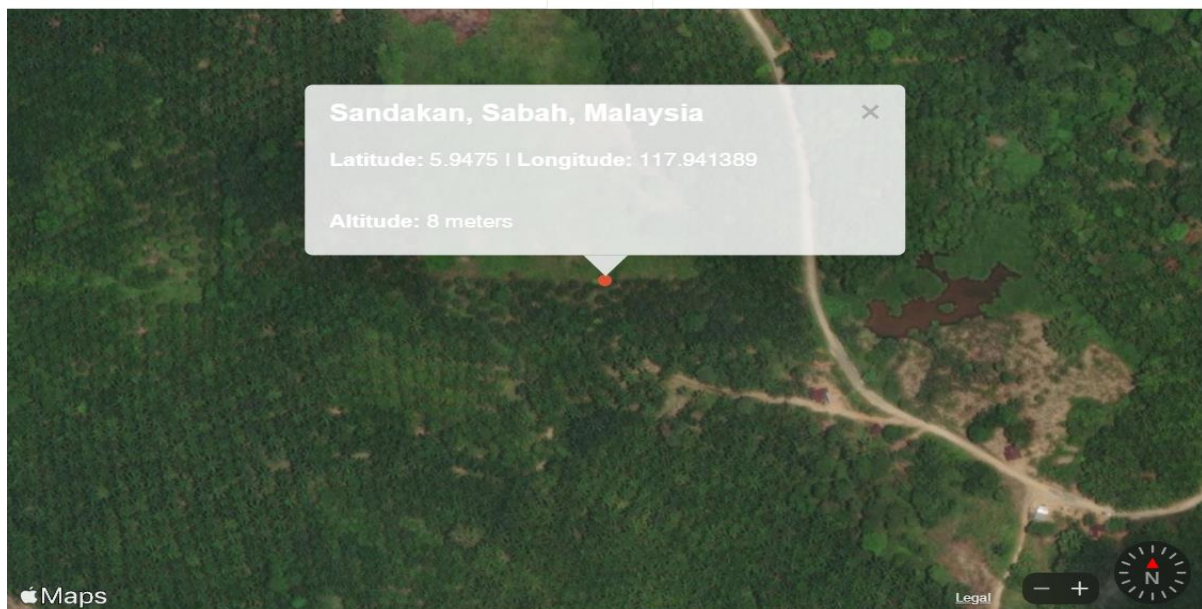 Sandakan, Sabah, Malaysia
×
Latitude: 5.9475 | Longitude: 117.941389
Altitude: 8 meters
Maps
Legal
− +
N